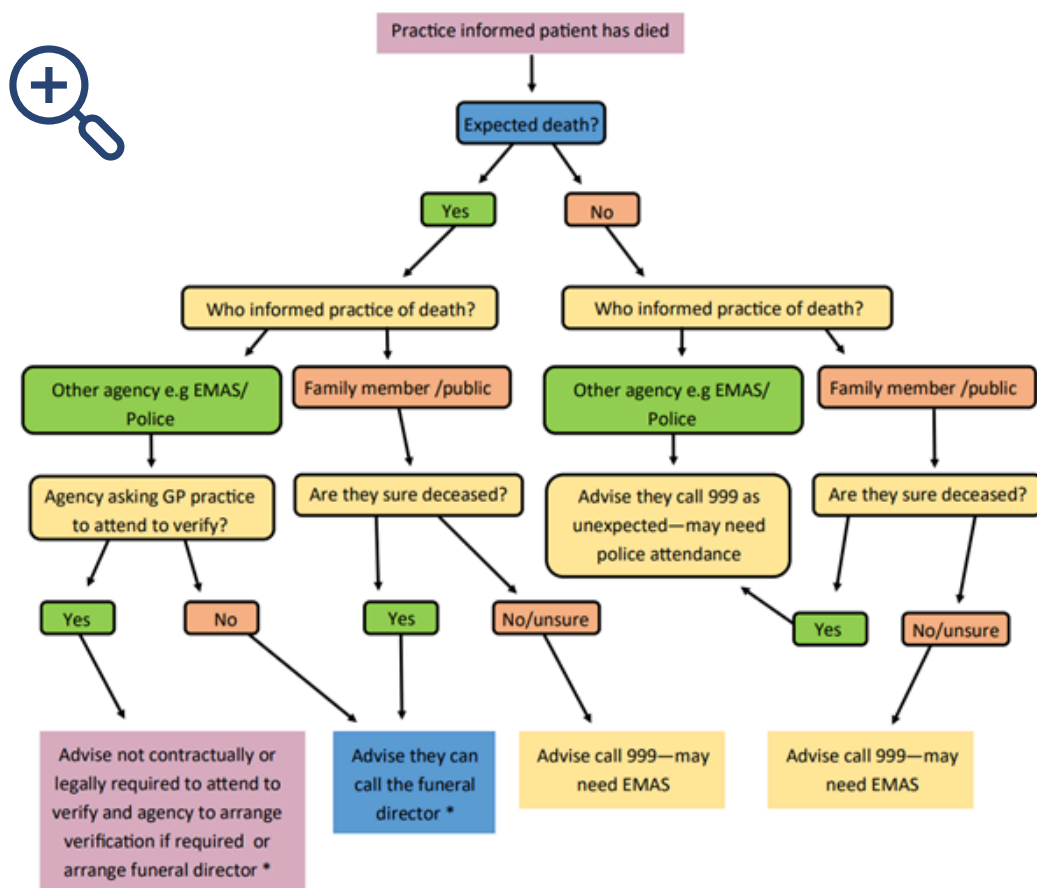 Practice informed patient has died
Expected death?
Yes
No
Who informed practice of death?
Who informed practice of death?
Other agency e.g EMAS/
Police
Family member /public
Other agency e.g EMAS/
Police
Family member /public
Agency asking GP practice
to attend to verify?
Are they sure deceased?
Advise they call 999 as
unexpected—may need
police attendance
Are they sure deceased?
Yes
No
Yes
No/unsure
Yes
No/unsure
Advise not contractually or
legally required to attend to
verify and agency to arrange
verification if required or
arrange funeral director *
Advise they can
call the funeral
director *
Advise call 999—may
need EMAS
Advise call 999—may
need EMAS